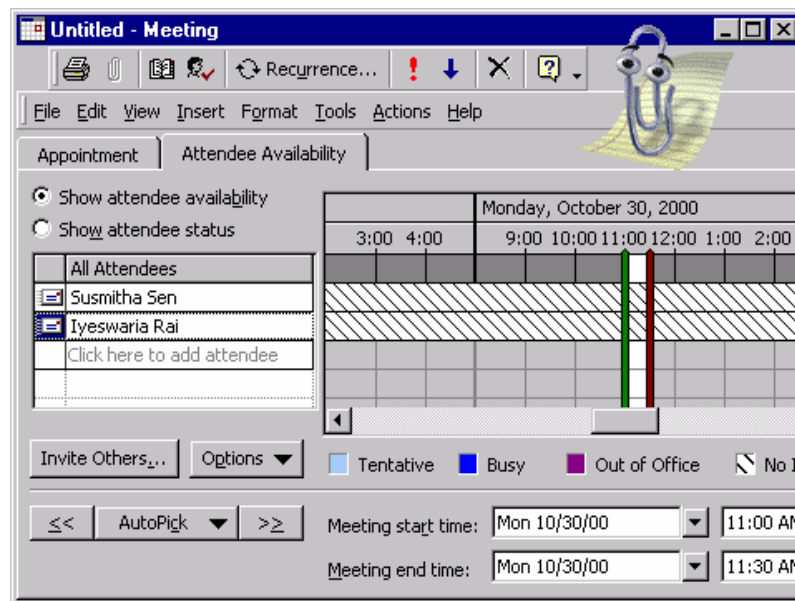 Untitled - Meeting
Recurrence...
File Edit View Insert Format Tools Actions Help
Appointment Attendee Availability
Show attendee availability
Show attendee status
Monday, October 30, 2000
3:00 4:00 9:00 10:00 11:00 12:00 1:00 2:00
All Attendees
Susmitha Sen
Iyeswaria Rai
Click here to add attendee
Invite Others... Options
Tentative Busy Out of Office No
<< AutoPick >>
Meeting start time: Mon 10/30/00 11:00 AM
Meeting end time: Mon 10/30/00 11:30 AM